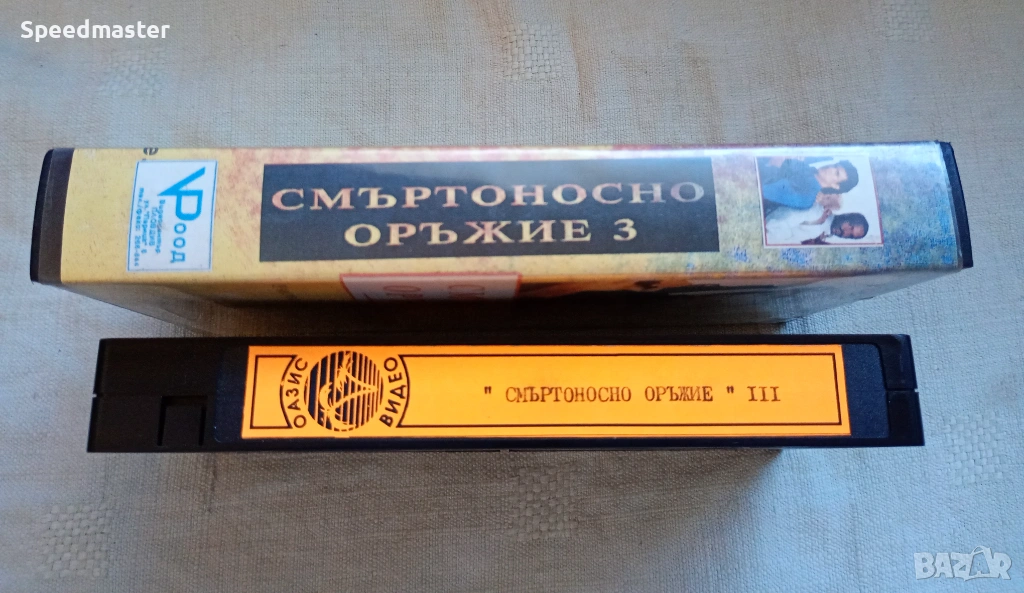 Speedmaster
е.
VP оод
СМЪРТОНОСНО
ОРЪЖИЕ 3
ОАЗИС
ВИДЕО
" СМЪРТОНОСНО ОРЪЖИЕ " III
BAZAR